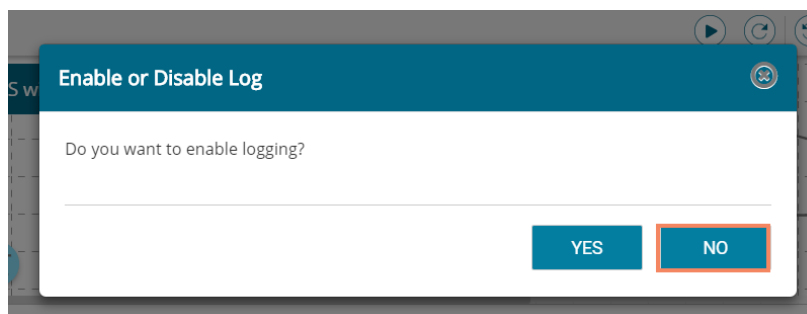 S w
Enable or Disable Log
Do you want to enable logging?
YES
NO